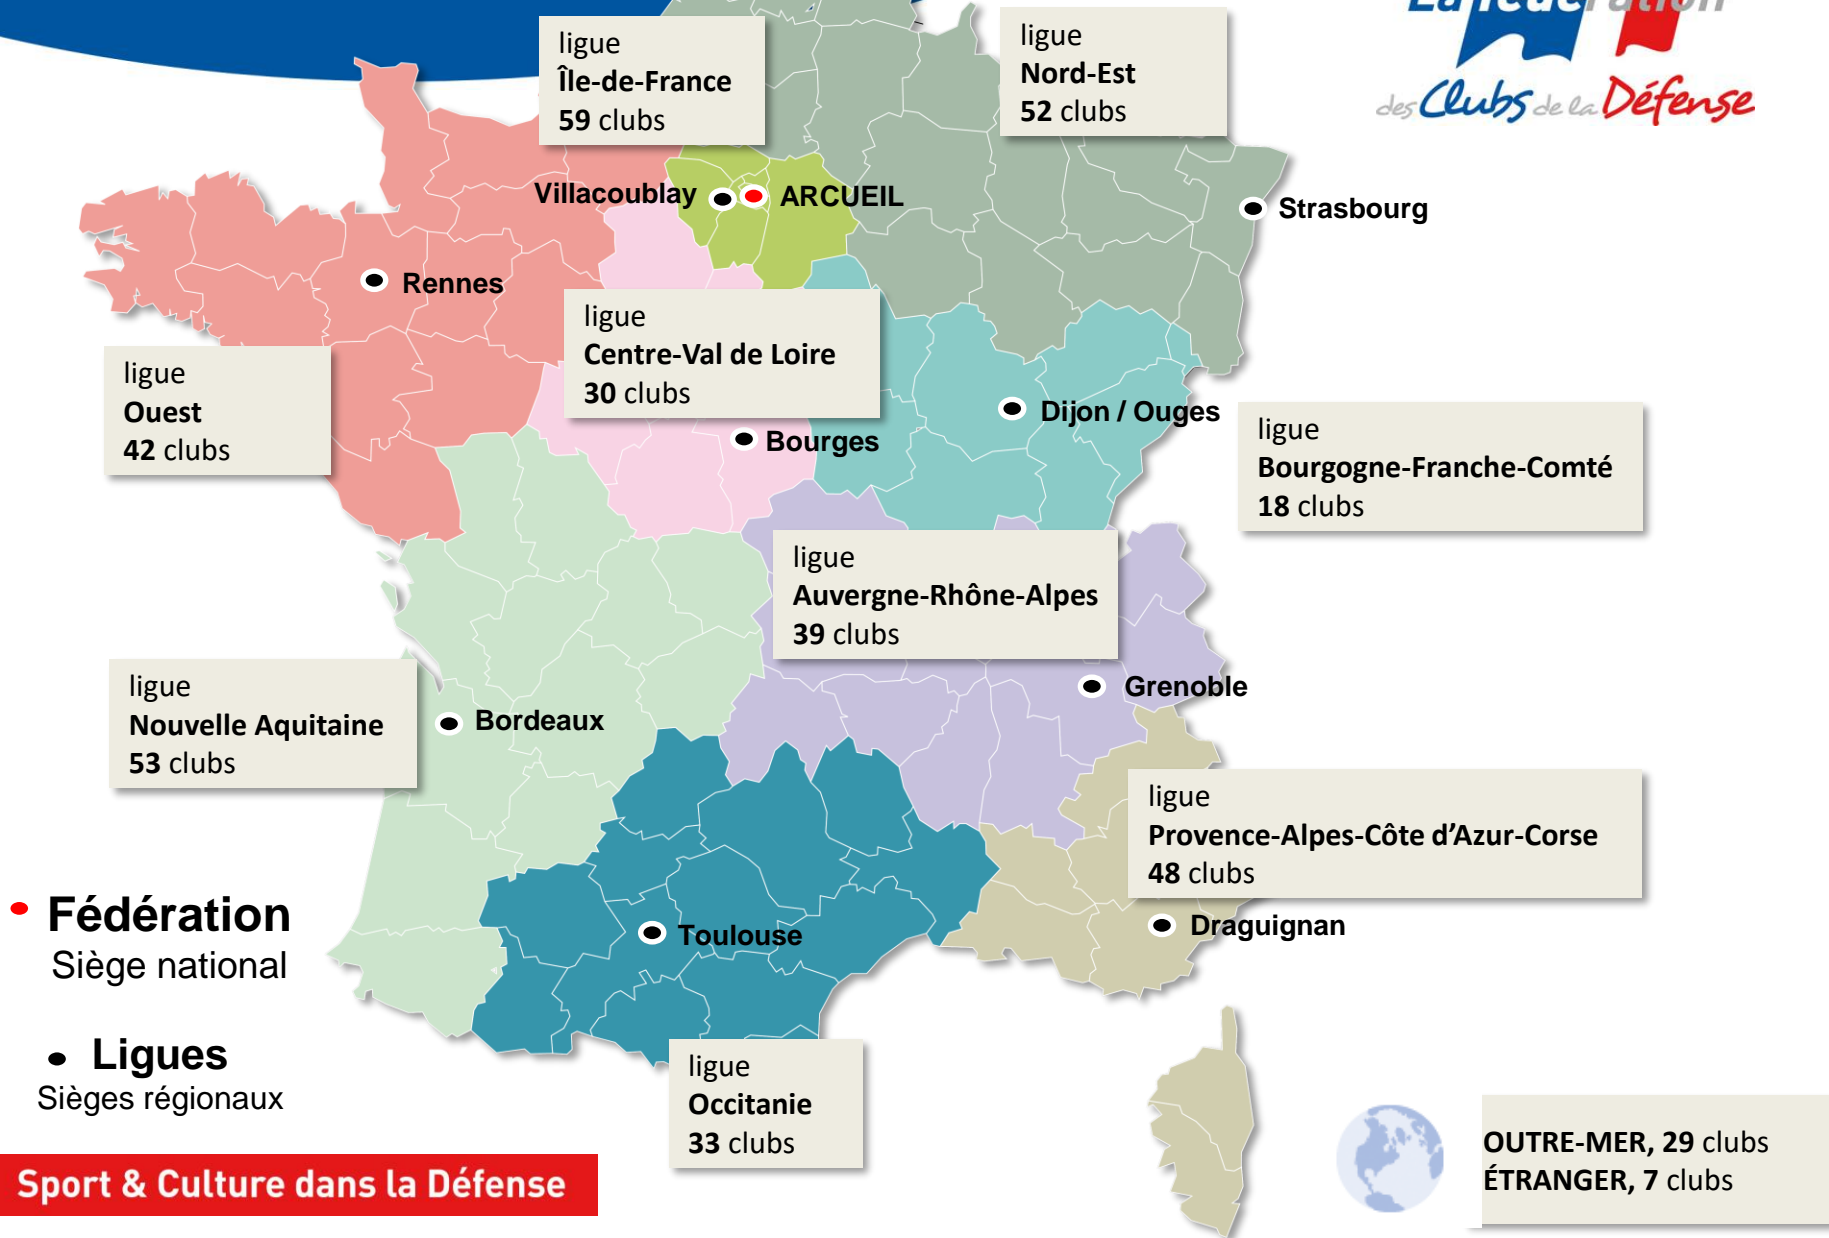 La fédération
des Clubs de la Défense
ligue
Île-de-France
59 clubs
ligue
Nord-Est
52 clubs
Villacoublay
ARCUEIL
Strasbourg
Rennes
ligue
Centre-Val de Loire
30 clubs
ligue
Ouest
42 clubs
Dijon / Ouges
Bourges
ligue
Bourgogne-Franche-Comté
18 clubs
ligue
Auvergne-Rhône-Alpes
39 clubs
Grenoble
ligue
Nouvelle Aquitaine
53 clubs
Bordeaux
ligue
Provence-Alpes-Côte d’Azur-Corse
48 clubs
Draguignan
Toulouse
Fédération
Siège national
Ligues
Sièges régionaux
ligue
Occitanie
33 clubs
OUTRE-MER, 29 clubs
ÉTRANGER, 7 clubs
Sport & Culture dans la Défense